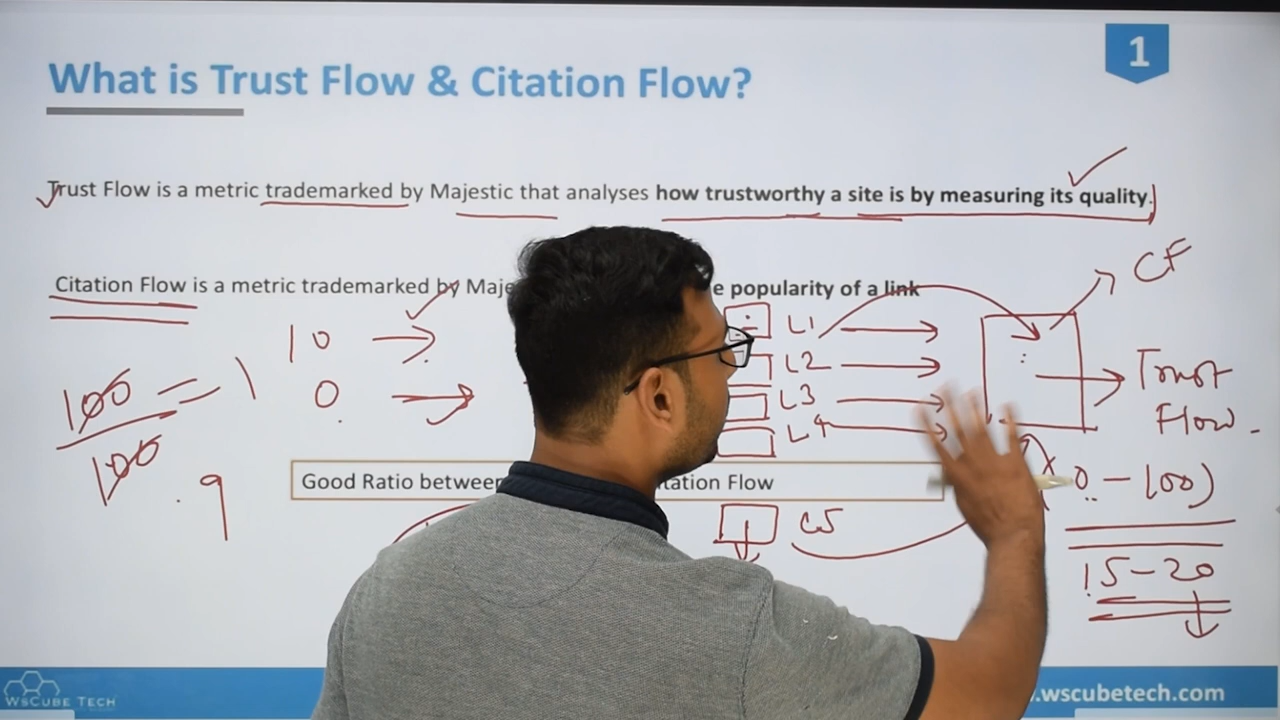 1
What is Trust Flow & Citation Flow?
Trust Flow is a metric trademarked by Majestic that analyses how trustworthy a site is by measuring its quality.
CF
Citation Flow is a metric trademarked by Maje e popularity of a link
10 L1
L2
100 = 1 0 L3 Trust
100 L4 Flow
.9 Good Ratio between tation Flow 0 - 100)
15-20
WSCUBE TECH .wscubetech.com